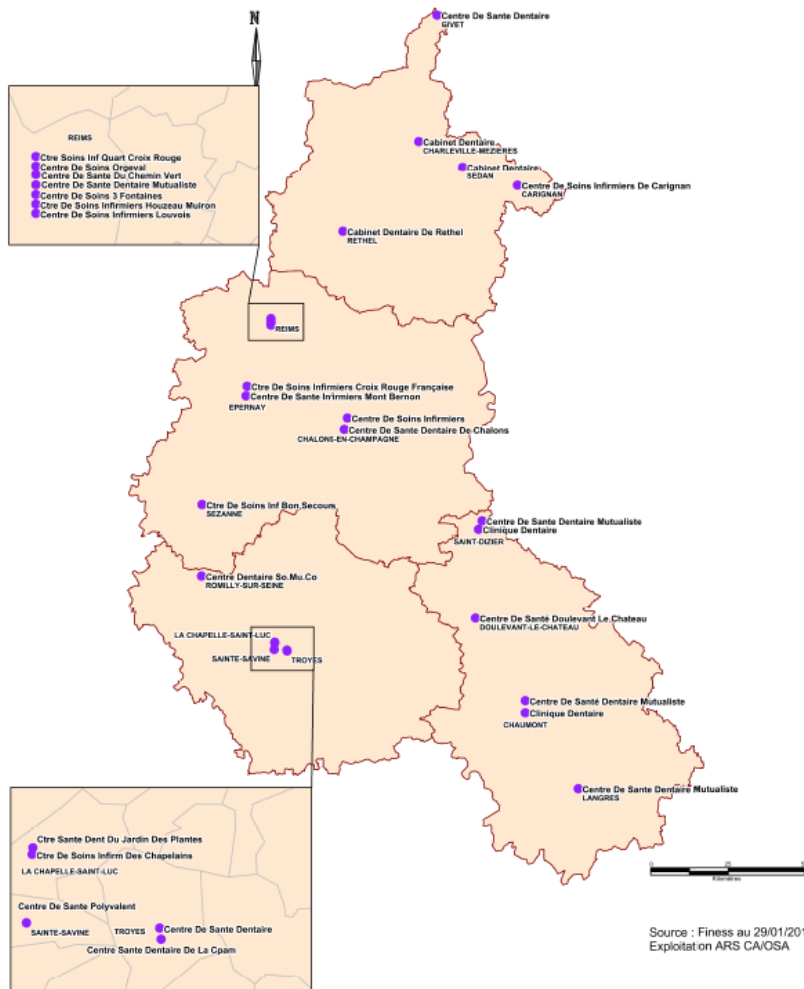 N
Centre De Sante Dentaire
GIVET
Cabinet Dentaire
CHARLEVILLE-MEZIERES
Cabinet Dentaire
SEDAN
Centre De Soins Infirmiers De Carignan
CARIGNAN
Cabinet Dentaire De Rethel
RETHEL
REIMS
Ctre Soins Inf Quart Croix Rouge
Centre De Soins Orgeval
Centre De Sante Du Chemin Vert
Centre De Sante Dentaire Mutualiste
Centre De Soins 3 Fontaines
Ctre De Soins Infirmiers Houzeau Muiron
Centre De Soins Infirmiers Louvois
REIMS
Ctre De Soins Infirmiers Croix Rouge Française
Centre De Sante Infirmiers Mont Bernon
EPERNAY
Centre De Soins Infirmiers
Centre De Sante Dentaire De Chalons
CHALONS-EN-CHAMPAGNE
Ctre De Soins Inf Bon Secours
SEZANNE
Centre De Sante Dentaire Mutualiste
Clinique Dentaire
SAINT-DIZIER
Centre Dentaire So.Mu.Co
ROMILLY-SUR-SEINE
Centre De Santé Doulevant Le Chateau
DOULEVANT-LE-CHATEAU
LA CHAPELLE-SAINT-LUC
SAINTE-SAVINE
TROYES
Centre De Santé Dentaire Mutualiste
Clinique Dentaire
CHAUMONT
Centre De Sante Dentaire Mutualiste
LANGRES
Ctre Sante Dent Du Jardin Des Plantes
Ctre De Soins Infirm Des Chapelains
LA CHAPELLE-SAINT-LUC
Centre De Sante Polyvalent
SAINTE-SAVINE
TROYES
Centre De Sante Dentaire
Centre Sante Dentaire De La Cpam
0 25
Kilomètres
Source : Finess au 29/01/201
Exploitation ARS CA/OSA